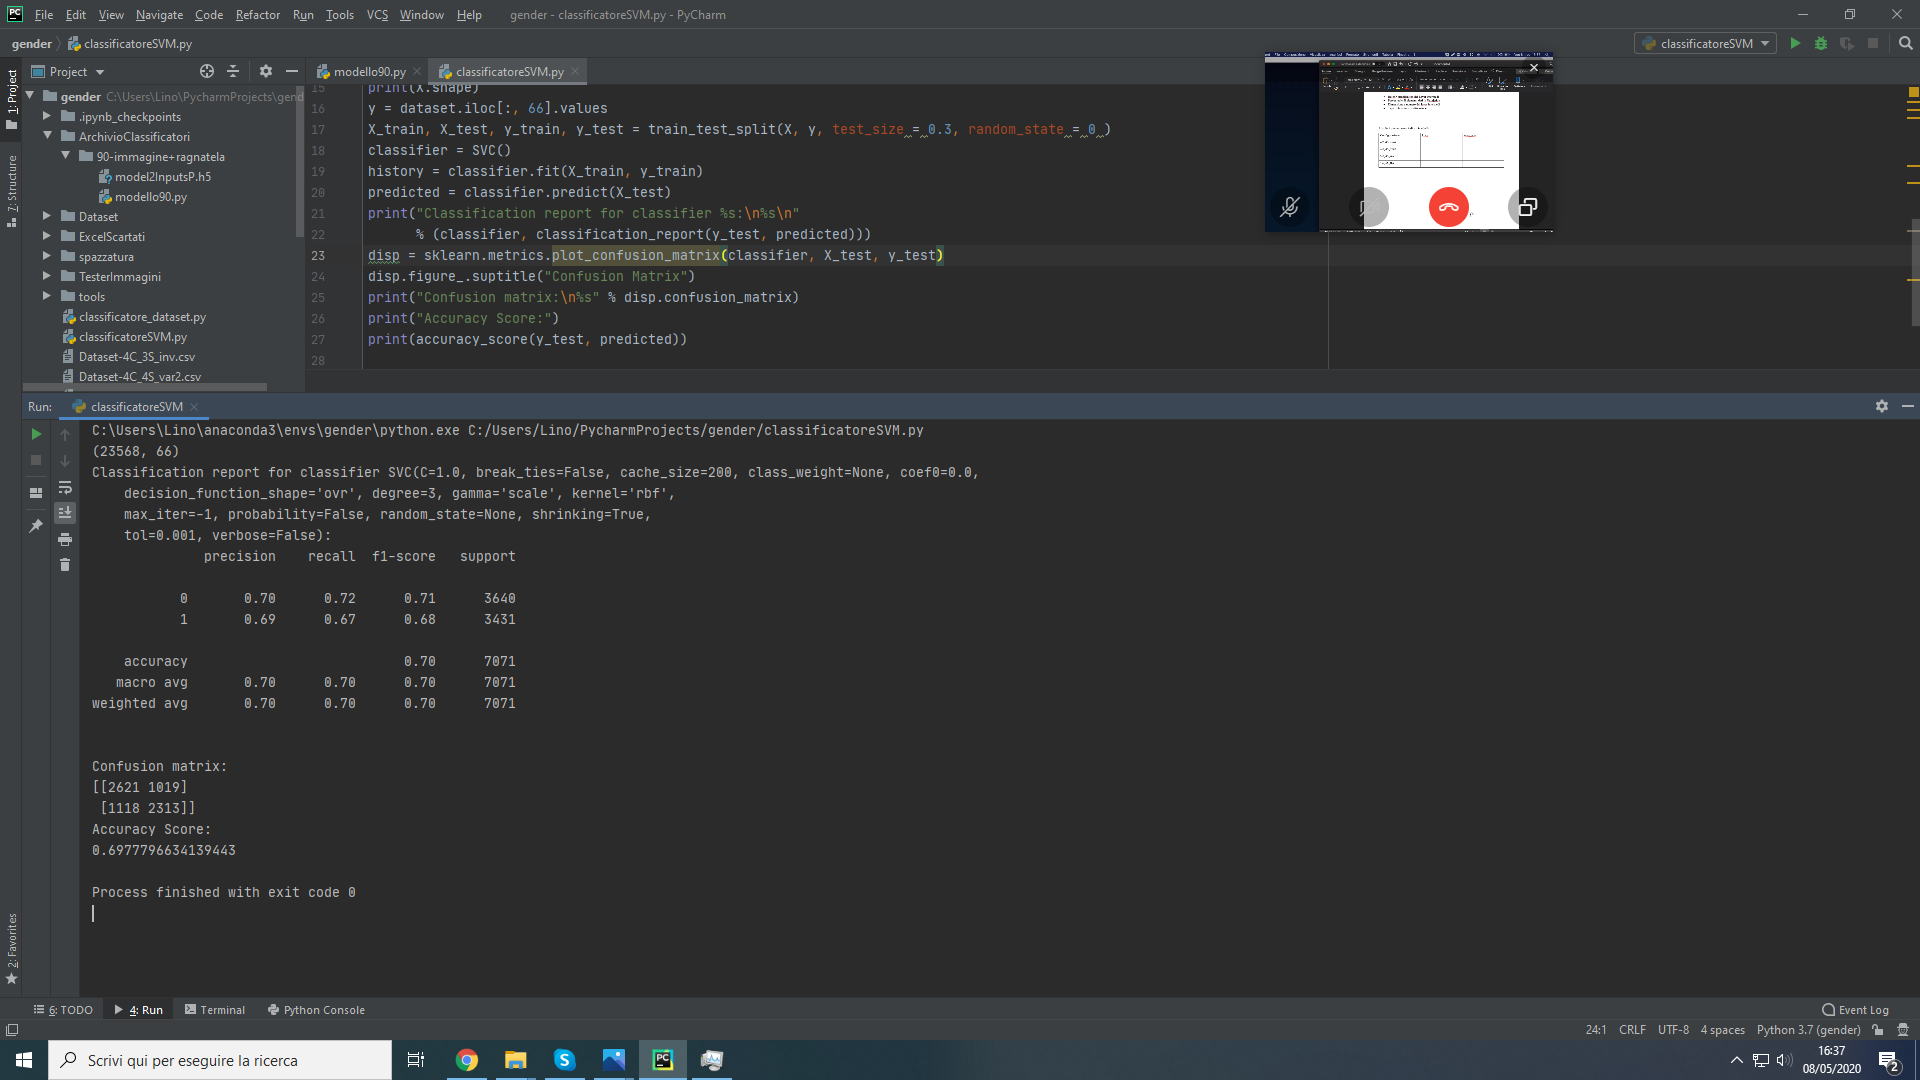 File Edit View Navigate Code Refactor Run Tools VCS Window Help gender - classificatoreSVM.py - PyCharm
gender classificatoreSVM.py
classificatoreSVM
Project
modello90.py
classificatoreSVM.py
1: Project
7: Structure
2: Favorites
gender C:\Users\Lino\PycharmProjects\gend
.ipynb_checkpoints
ArchivioClassificatori
90-immagine+ragnatela
model2InputsP.h5
modello90.py
Dataset
ExcelScartati
spazzatura
TesterImmagini
tools
classificatore_dataset.py
classificatoreSVM.py
Dataset-4C_3S_inv.csv
Dataset-4C_4S_var2.csv
15 print(X.shape)
16 y = dataset.iloc[:, 66].values
17 X_train, X_test, y_train, y_test = train_test_split(X, y, test_size = 0.3, random_state = 0 )
18 classifier = SVC()
19 history = classifier.fit(X_train, y_train)
20 predicted = classifier.predict(X_test)
21 print("Classification report for classifier %s:\n%s\n"
22 % (classifier, classification_report(y_test, predicted)))
23 disp = sklearn.metrics.plot_confusion_matrix(classifier, X_test, y_test)
24 disp.figure_.suptitle("Confusion Matrix")
25 print("Confusion matrix:\n%s" % disp.confusion_matrix)
26 print("Accuracy Score:")
27 print(accuracy_score(y_test, predicted))
28
Run: classificatoreSVM
C:\Users\Lino\anaconda3\envs\gender\python.exe C:/Users/Lino/PycharmProjects/gender/classificatoreSVM.py
(23568, 66)
Classification report for classifier SVC(C=1.0, break_ties=False, cache_size=200, class_weight=None, coef0=0.0,
decision_function_shape='ovr', degree=3, gamma='scale', kernel='rbf',
max_iter=-1, probability=False, random_state=None, shrinking=True,
tol=0.001, verbose=False):
precision recall f1-score support
0 0.70 0.72 0.71 3640
1 0.69 0.67 0.68 3431
accuracy 0.70 7071
macro avg 0.70 0.70 0.70 7071
weighted avg 0.70 0.70 0.70 7071
Confusion matrix:
[[2621 1019]
[1118 2313]]
Accuracy Score:
0.6977796634139443
Process finished with exit code 0
6: TODO 4: Run Terminal Python Console Event Log
24:1 CRLF UTF-8 4 spaces Python 3.7 (gender)
Scrivi qui per eseguire la ricerca
16:37
08/05/2020
2